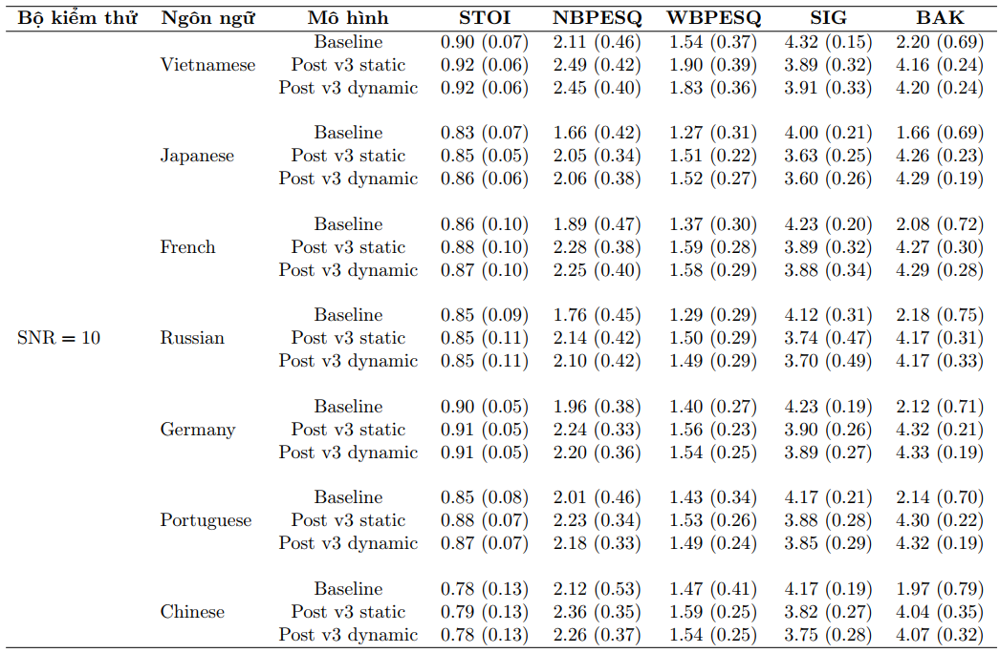 Bộ kiểm thử Ngôn ngữ Mô hình STOI NBPESQ WBPESQ SIG BAK
Baseline 0.90 (0.07) 2.11 (0.46) 1.54 (0.37) 4.32 (0.15) 2.20 (0.69)
Vietnamese Post v3 static 0.92 (0.06) 2.49 (0.42) 1.90 (0.39) 3.89 (0.32) 4.16 (0.24)
Post v3 dynamic 0.92 (0.06) 2.45 (0.40) 1.83 (0.36) 3.91 (0.33) 4.20 (0.24)
Baseline 0.83 (0.07) 1.66 (0.42) 1.27 (0.31) 4.00 (0.21) 1.66 (0.69)
Japanese Post v3 static 0.85 (0.05) 2.05 (0.34) 1.51 (0.22) 3.63 (0.25) 4.26 (0.23)
Post v3 dynamic 0.86 (0.06) 2.06 (0.38) 1.52 (0.27) 3.60 (0.26) 4.29 (0.19)
Baseline 0.86 (0.10) 1.89 (0.47) 1.37 (0.30) 4.23 (0.20) 2.08 (0.72)
French Post v3 static 0.88 (0.10) 2.28 (0.38) 1.59 (0.28) 3.89 (0.32) 4.27 (0.30)
Post v3 dynamic 0.87 (0.10) 2.25 (0.40) 1.58 (0.29) 3.88 (0.34) 4.29 (0.28)
Baseline 0.85 (0.09) 1.76 (0.45) 1.29 (0.29) 4.12 (0.31) 2.18 (0.75)
SNR = 10 Russian Post v3 static 0.85 (0.11) 2.14 (0.42) 1.50 (0.29) 3.74 (0.47) 4.17 (0.31)
Post v3 dynamic 0.85 (0.11) 2.10 (0.42) 1.49 (0.29) 3.70 (0.49) 4.17 (0.33)
Baseline 0.90 (0.05) 1.96 (0.38) 1.40 (0.27) 4.23 (0.19) 2.12 (0.71)
Germany Post v3 static 0.91 (0.05) 2.24 (0.33) 1.56 (0.23) 3.90 (0.26) 4.32 (0.21)
Post v3 dynamic 0.91 (0.05) 2.20 (0.36) 1.54 (0.25) 3.89 (0.27) 4.33 (0.19)
Baseline 0.85 (0.08) 2.01 (0.46) 1.43 (0.34) 4.17 (0.21) 2.14 (0.70)
Portuguese Post v3 static 0.88 (0.07) 2.23 (0.34) 1.53 (0.26) 3.88 (0.28) 4.30 (0.22)
Post v3 dynamic 0.87 (0.07) 2.18 (0.33) 1.49 (0.24) 3.85 (0.29) 4.32 (0.19)
Baseline 0.78 (0.13) 2.12 (0.53) 1.47 (0.41) 4.17 (0.19) 1.97 (0.79)
Chinese Post v3 static 0.79 (0.13) 2.36 (0.35) 1.59 (0.25) 3.82 (0.27) 4.04 (0.35)
Post v3 dynamic 0.78 (0.13) 2.26 (0.37) 1.54 (0.25) 3.75 (0.28) 4.07 (0.32)